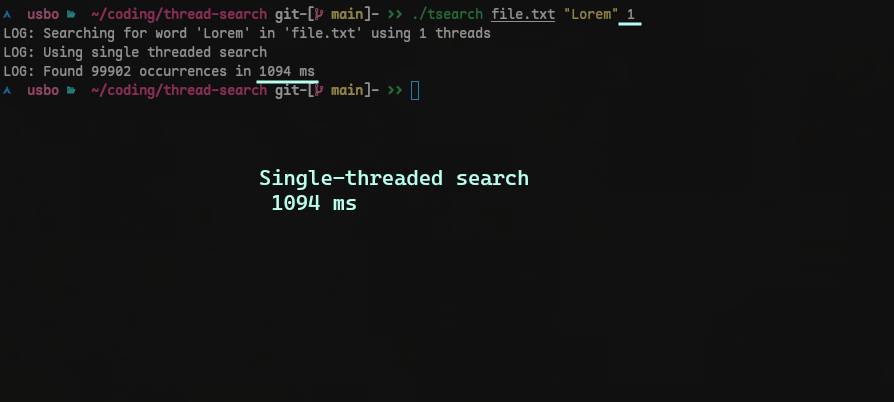 usbo ~/coding/thread-search git-[ main]- >> ./tsearch file.txt "Lorem" 1
LOG: Searching for word 'Lorem' in 'file.txt' using 1 threads
LOG: Using single threaded search
LOG: Found 99902 occurrences in 1094 ms
usbo ~/coding/thread-search git-[ main]- >>
Single-threaded search
1094 ms